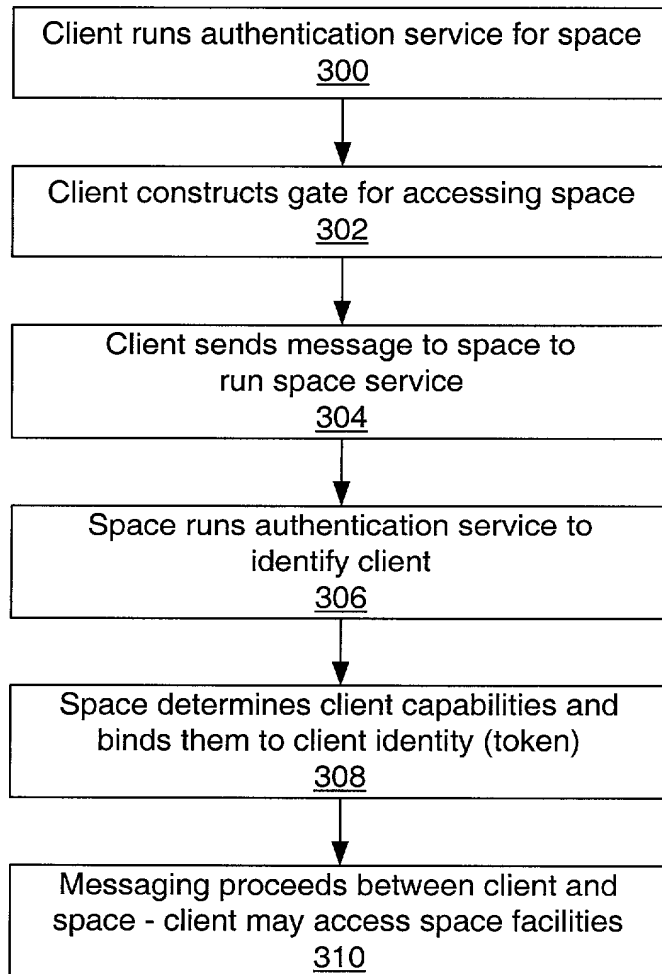 Client runs authentication service for space
300
Client constructs gate for accessing space
302
Client sends message to space to
run space service
304
Space runs authentication service to
identify client
306
Space determines client capabilities and
binds them to client identity (token)
308
Messaging proceeds between client and
space - client may access space facilities
310